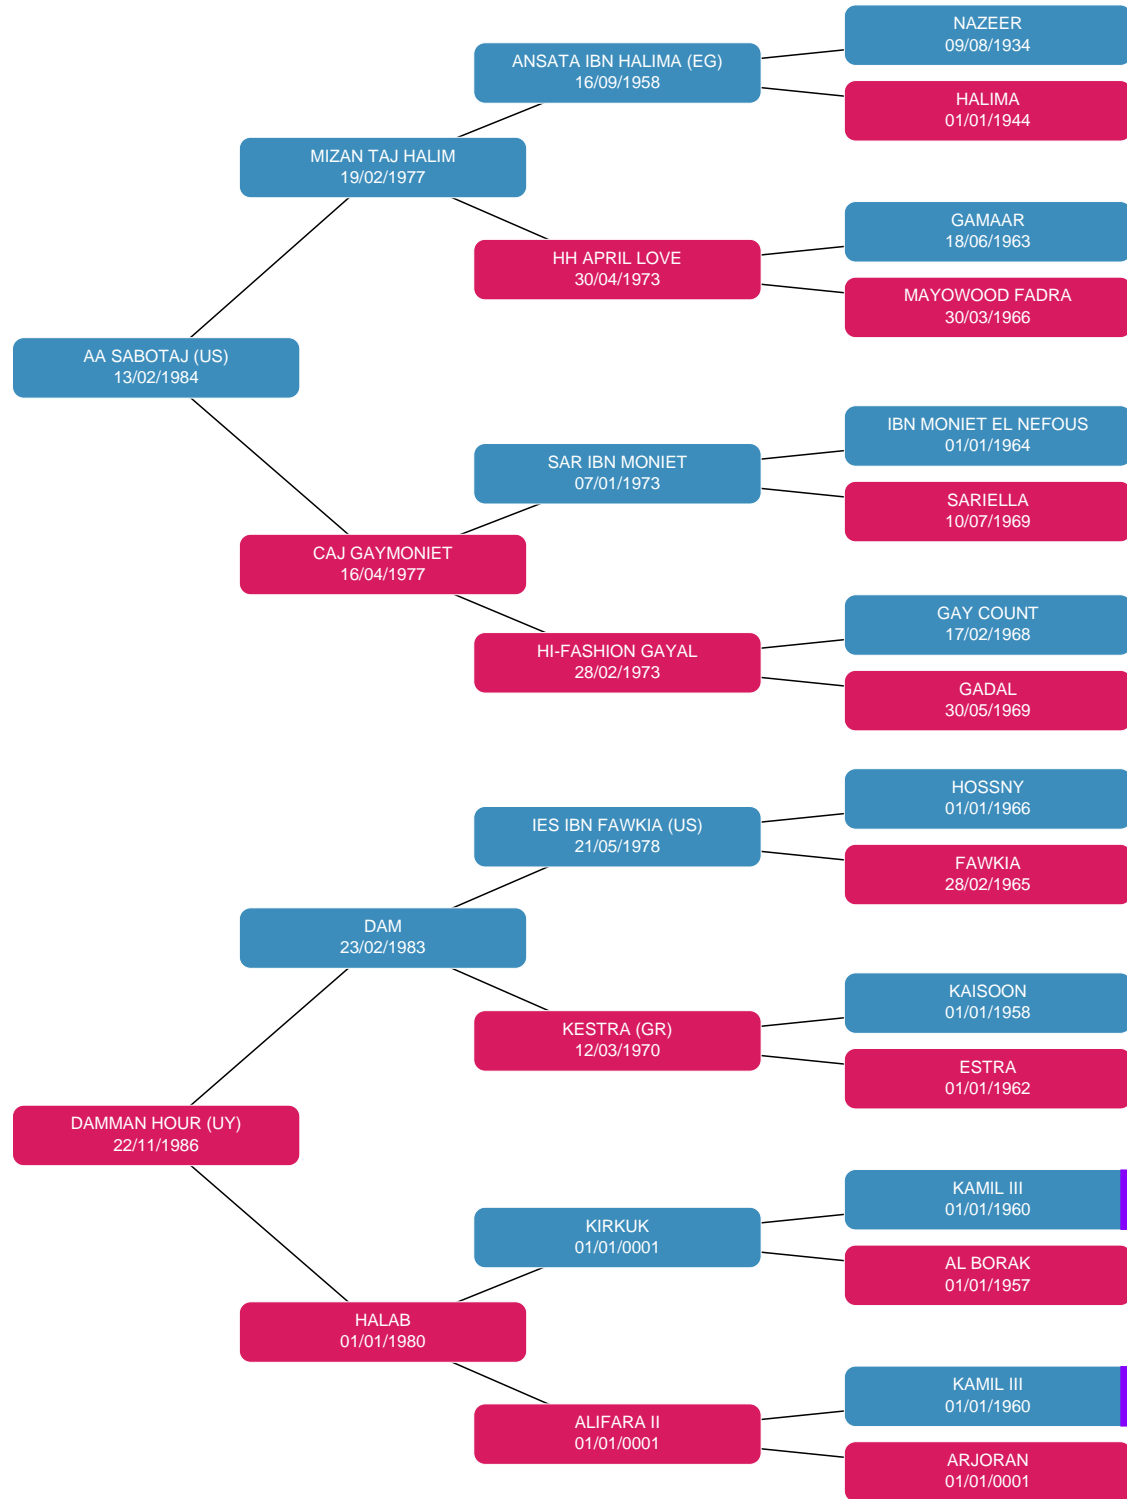 NAZEER
09/08/1934
ANSATA IBN HALIMA (EG)
16/09/1958
HALIMA
01/01/1944
MIZAN TAJ HALIM
19/02/1977
GAMAAR
18/06/1963
HH APRIL LOVE
30/04/1973
MAYOWOOD FADRA
30/03/1966
AA SABOTAJ (US)
13/02/1984
IBN MONIET EL NEFOUS
01/01/1964
SAR IBN MONIET
07/01/1973
SARIELLA
10/07/1969
CAJ GAYMONIET
16/04/1977
GAY COUNT
17/02/1968
HI-FASHION GAYAL
28/02/1973
GADAL
30/05/1969
HOSSNY
01/01/1966
IES IBN FAWKIA (US)
21/05/1978
FAWKIA
28/02/1965
DAM
23/02/1983
KAISOON
01/01/1958
KESTRA (GR)
12/03/1970
ESTRA
01/01/1962
DAMMAN HOUR (UY)
22/11/1986
KAMIL III
01/01/1960
KIRKUK
01/01/0001
AL BORAK
01/01/1957
HALAB
01/01/1980
KAMIL III
01/01/1960
ALIFARA II
01/01/0001
ARJORAN
01/01/0001